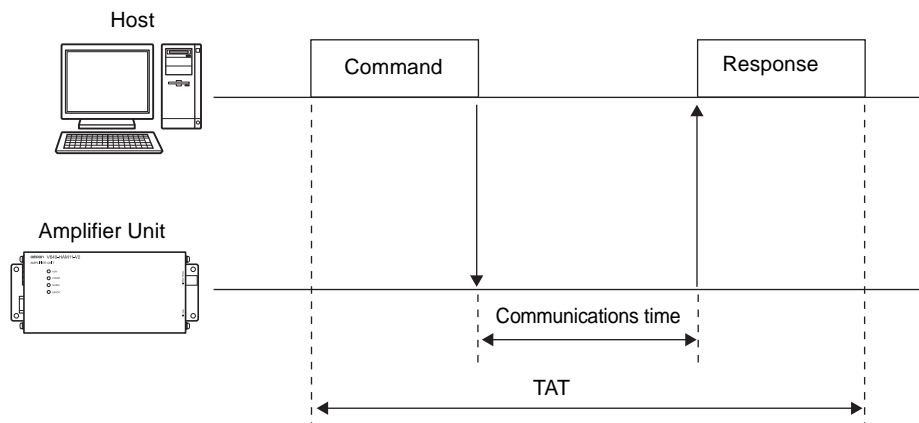 Host
Command
Response
Amplifier Unit
Communications time
TAT